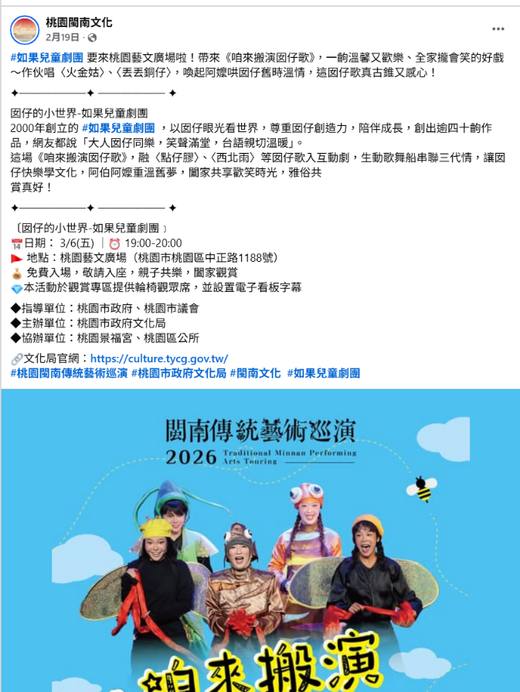 桃園閩南文化
2月19日 ·
#如果兒童劇團 要來桃園藝文廣場啦！帶來《咱來搬演囡仔歌》，一齣溫馨又歡樂、全家攏會笑的好戲
～作伙唱〈火金姑〉、〈丟丟銅仔〉，喚起阿嬤哄囡仔舊時溫情，這囡仔歌真古錐又感心！
囡仔的小世界-如果兒童劇團
2000年創立的 #如果兒童劇團 ，以囡仔眼光看世界，尊重囡仔創造力，陪伴成長，創出逾四十齣作
品，網友都說「大人囡仔同樂，笑聲滿堂，台語親切溫暖」。
這場《咱來搬演囡仔歌》，融〈點仔膠〉、〈西北雨〉等囡仔歌入互動劇，生動歌舞船串聯三代情，讓囡
仔快樂學文化，阿伯阿嬤重溫舊夢，闔家共享歡笑時光，雅俗共
賞真好！
〔囡仔的小世界-如果兒童劇團﹞
📅日期： 3/6(五) ｜⏰ 19:00-20:00
🚩 地點：桃園藝文廣場（桃園市桃園區中正路1188號）
免費入場，敬請入座，親子共樂，闔家觀賞
💎本活動於觀賞專區提供輪椅觀眾席，並設置電子看板字幕
◆指導單位：桃園市政府、桃園市議會
◆主辦單位：桃園市政府文化局
◆協辦單位：桃園景福宮、桃園區公所
🔗文化局官網：https://culture.tycg.gov.tw/
#桃園閩南傳統藝術巡演 #桃園市政府文化局 #閩南文化 #如果兒童劇團
閩南傳統藝術巡演
2026 Traditional Minnan Performing
Arts Touring
咱來搬演